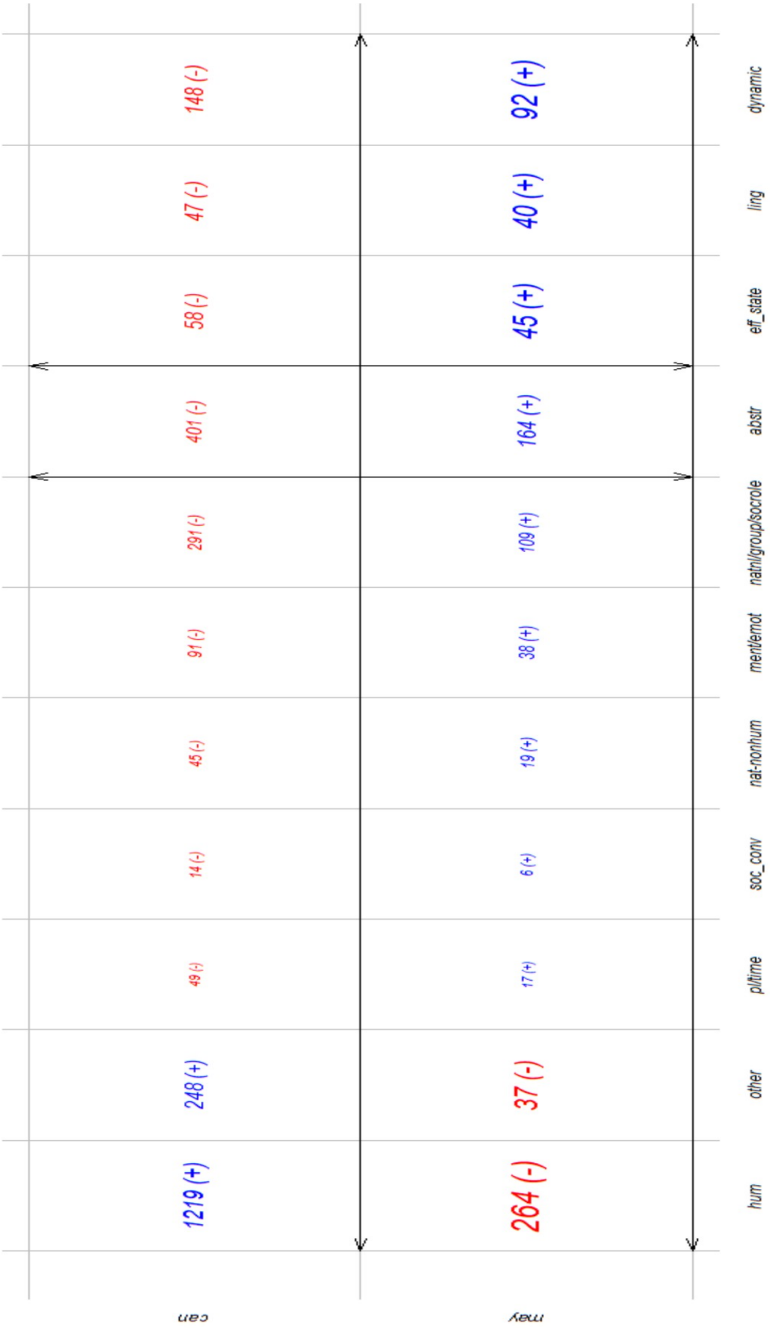 can 1219 (+) 248 (+) 49 (-) 14 (-) 45 (-) 91 (-) 291 (-) 401 (-) 58 (-) 47 (-) 148 (-)
may 264 (-) 37 (-) 17 (+) 6 (+) 19 (+) 38 (+) 109 (+) 164 (+) 45 (+) 40 (+) 92 (+)
hum other pl/time soc_conv nat-nonhum ment/emot natnl/group/socrole abstr eff_state ling dynamic